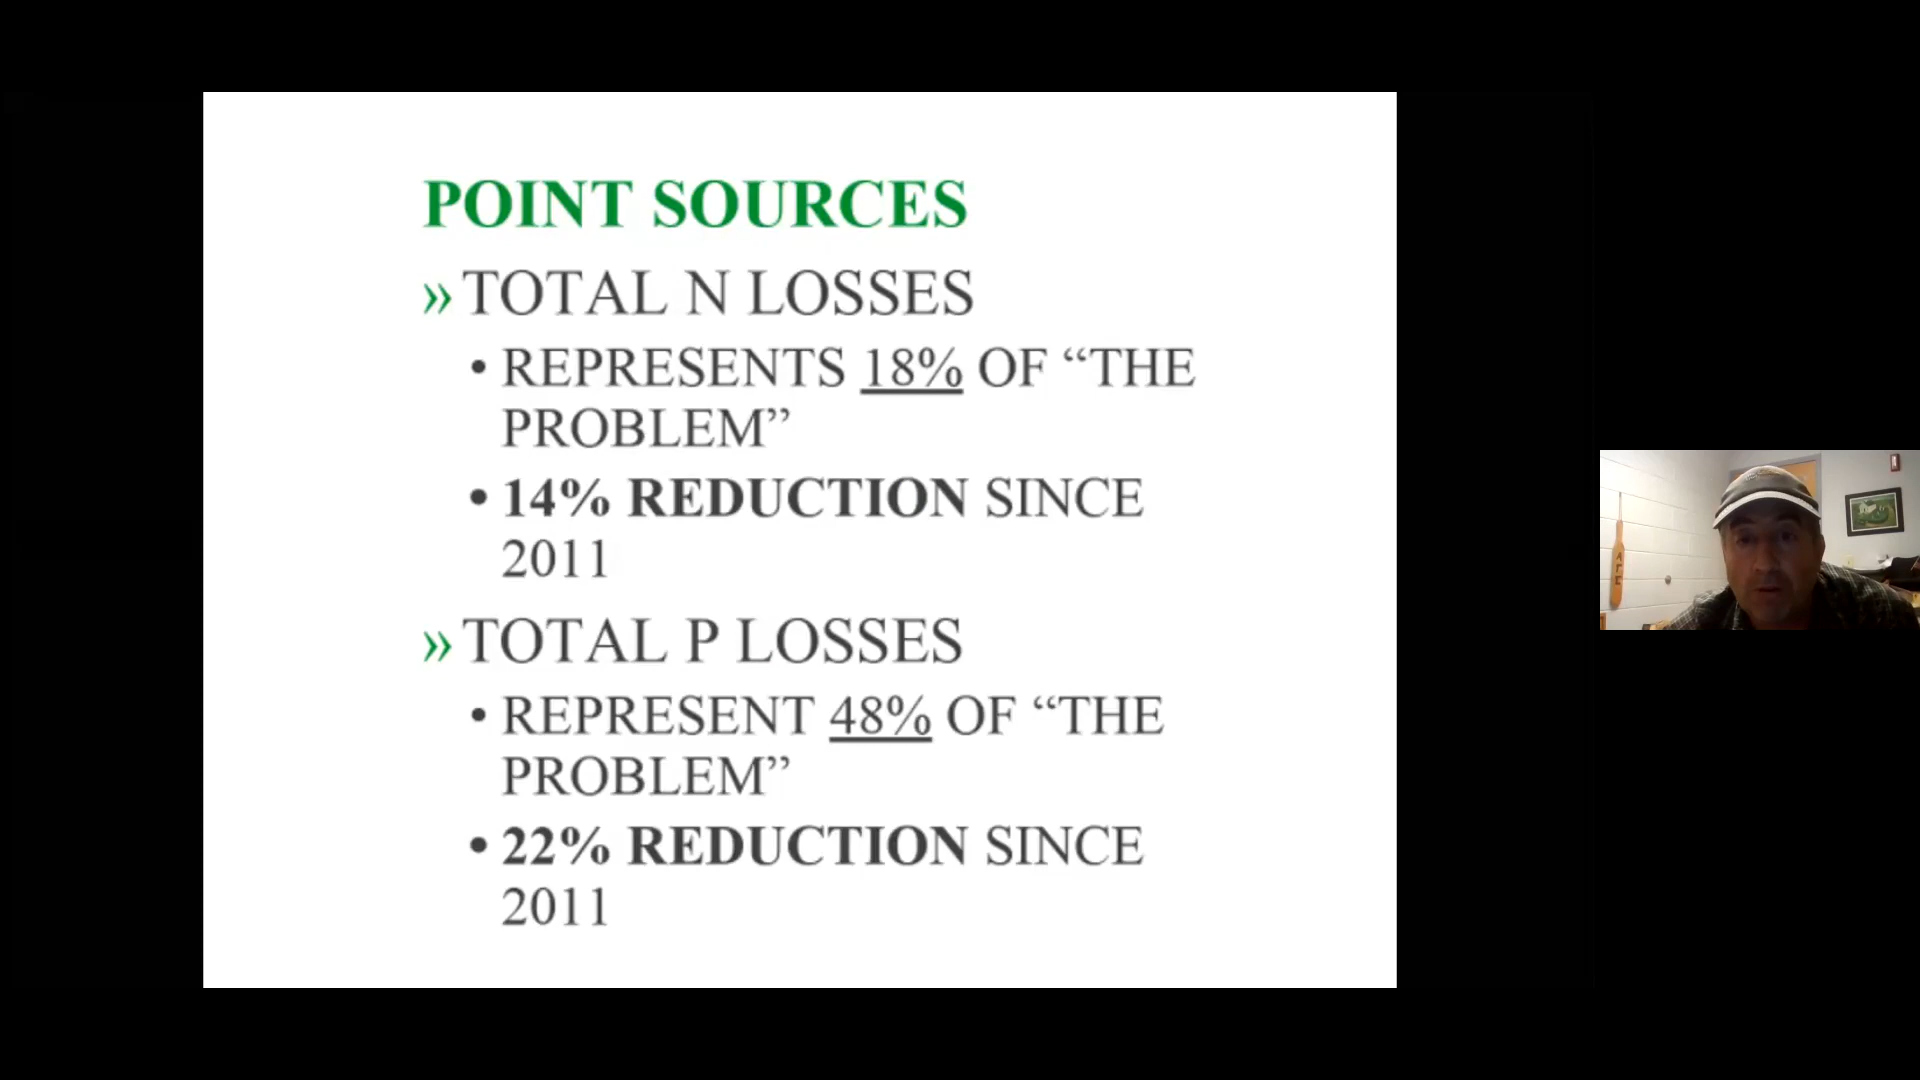 POINT SOURCES
» TOTAL N LOSSES
• REPRESENTS 18% OF “THE
PROBLEM”
• 14% REDUCTION SINCE
2011
» TOTAL P LOSSES
• REPRESENT 48% OF “THE
PROBLEM”
• 22% REDUCTION SINCE
2011